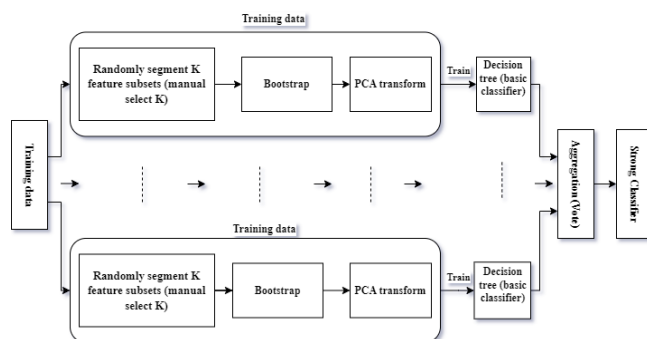 Training data
Training data
Randomly segment K
feature subsets (manual
select K)
Bootstrap
PCA transform
Train
Decision
tree (basic
classifier)
Aggregation (Vote)
Strong Classifier
Training data
Randomly segment K
feature subsets (manual
select K)
Bootstrap
PCA transform
Train
Decision
tree (basic
classifier)